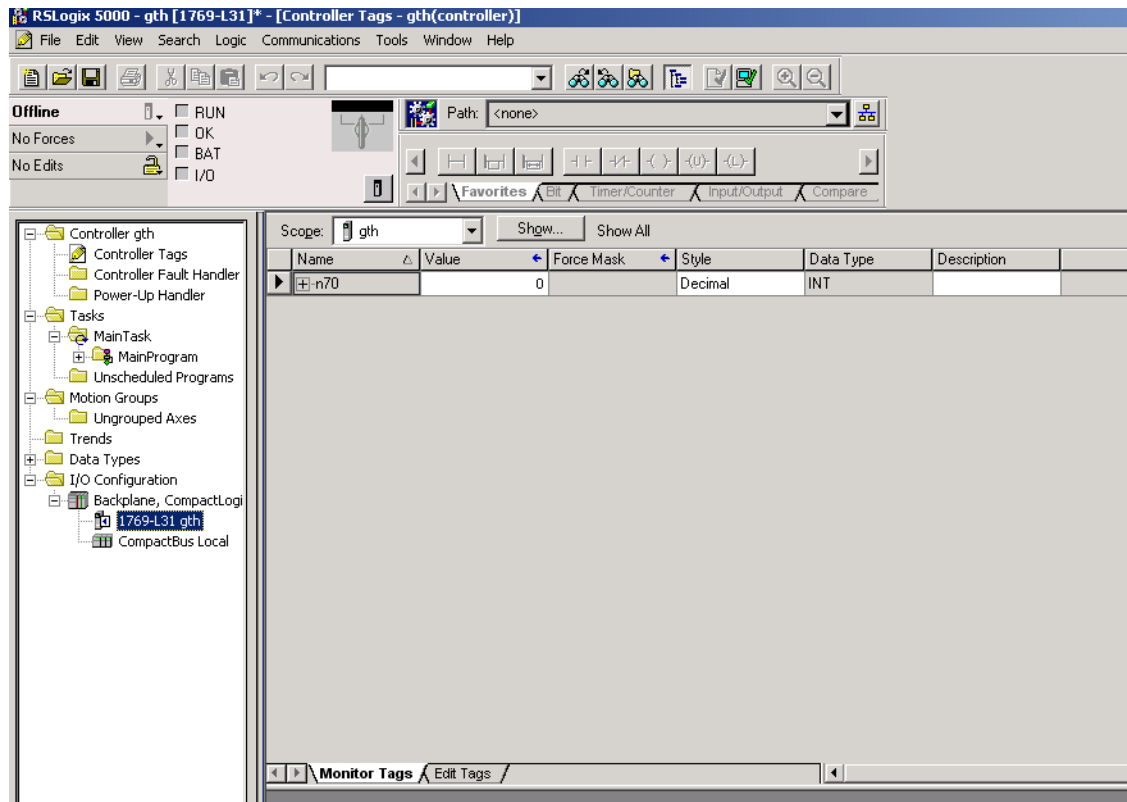 RSLogix 5000 - gth [1769-L31]* - [Controller Tags - gth(controller)]
File Edit View Search Logic Communications Tools Window Help
Offline
RUN
No Forces
OK
No Edits
BAT
I/O
Path: <none>
Favorites Bit Timer/Counter Input/Output Compare
Controller gth
Controller Tags
Controller Fault Handler
Power-Up Handler
Tasks
MainTask
MainProgram
Unscheduled Programs
Motion Groups
Ungrouped Axes
Trends
Data Types
I/O Configuration
Backplane, CompactLogi
1769-L31 gth
CompactBus Local
Scope: gth Show... Show All
Name Value Force Mask Style Data Type Description
n70 0 Decimal INT
Monitor Tags Edit Tags